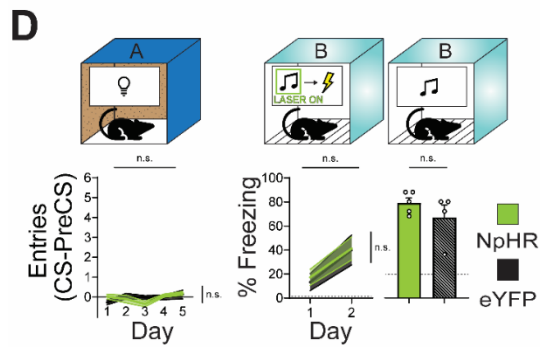 D
A
B
B
LASER ON
n.s.
n.s.
n.s.
Entries
(CS-PreCS)
6
5
4
3
2
1
0
1 2 3 4 5
Day
n.s.
% Freezing
100
80
60
40
20
0
1 2
Day
n.s.
NpHR
eYFP